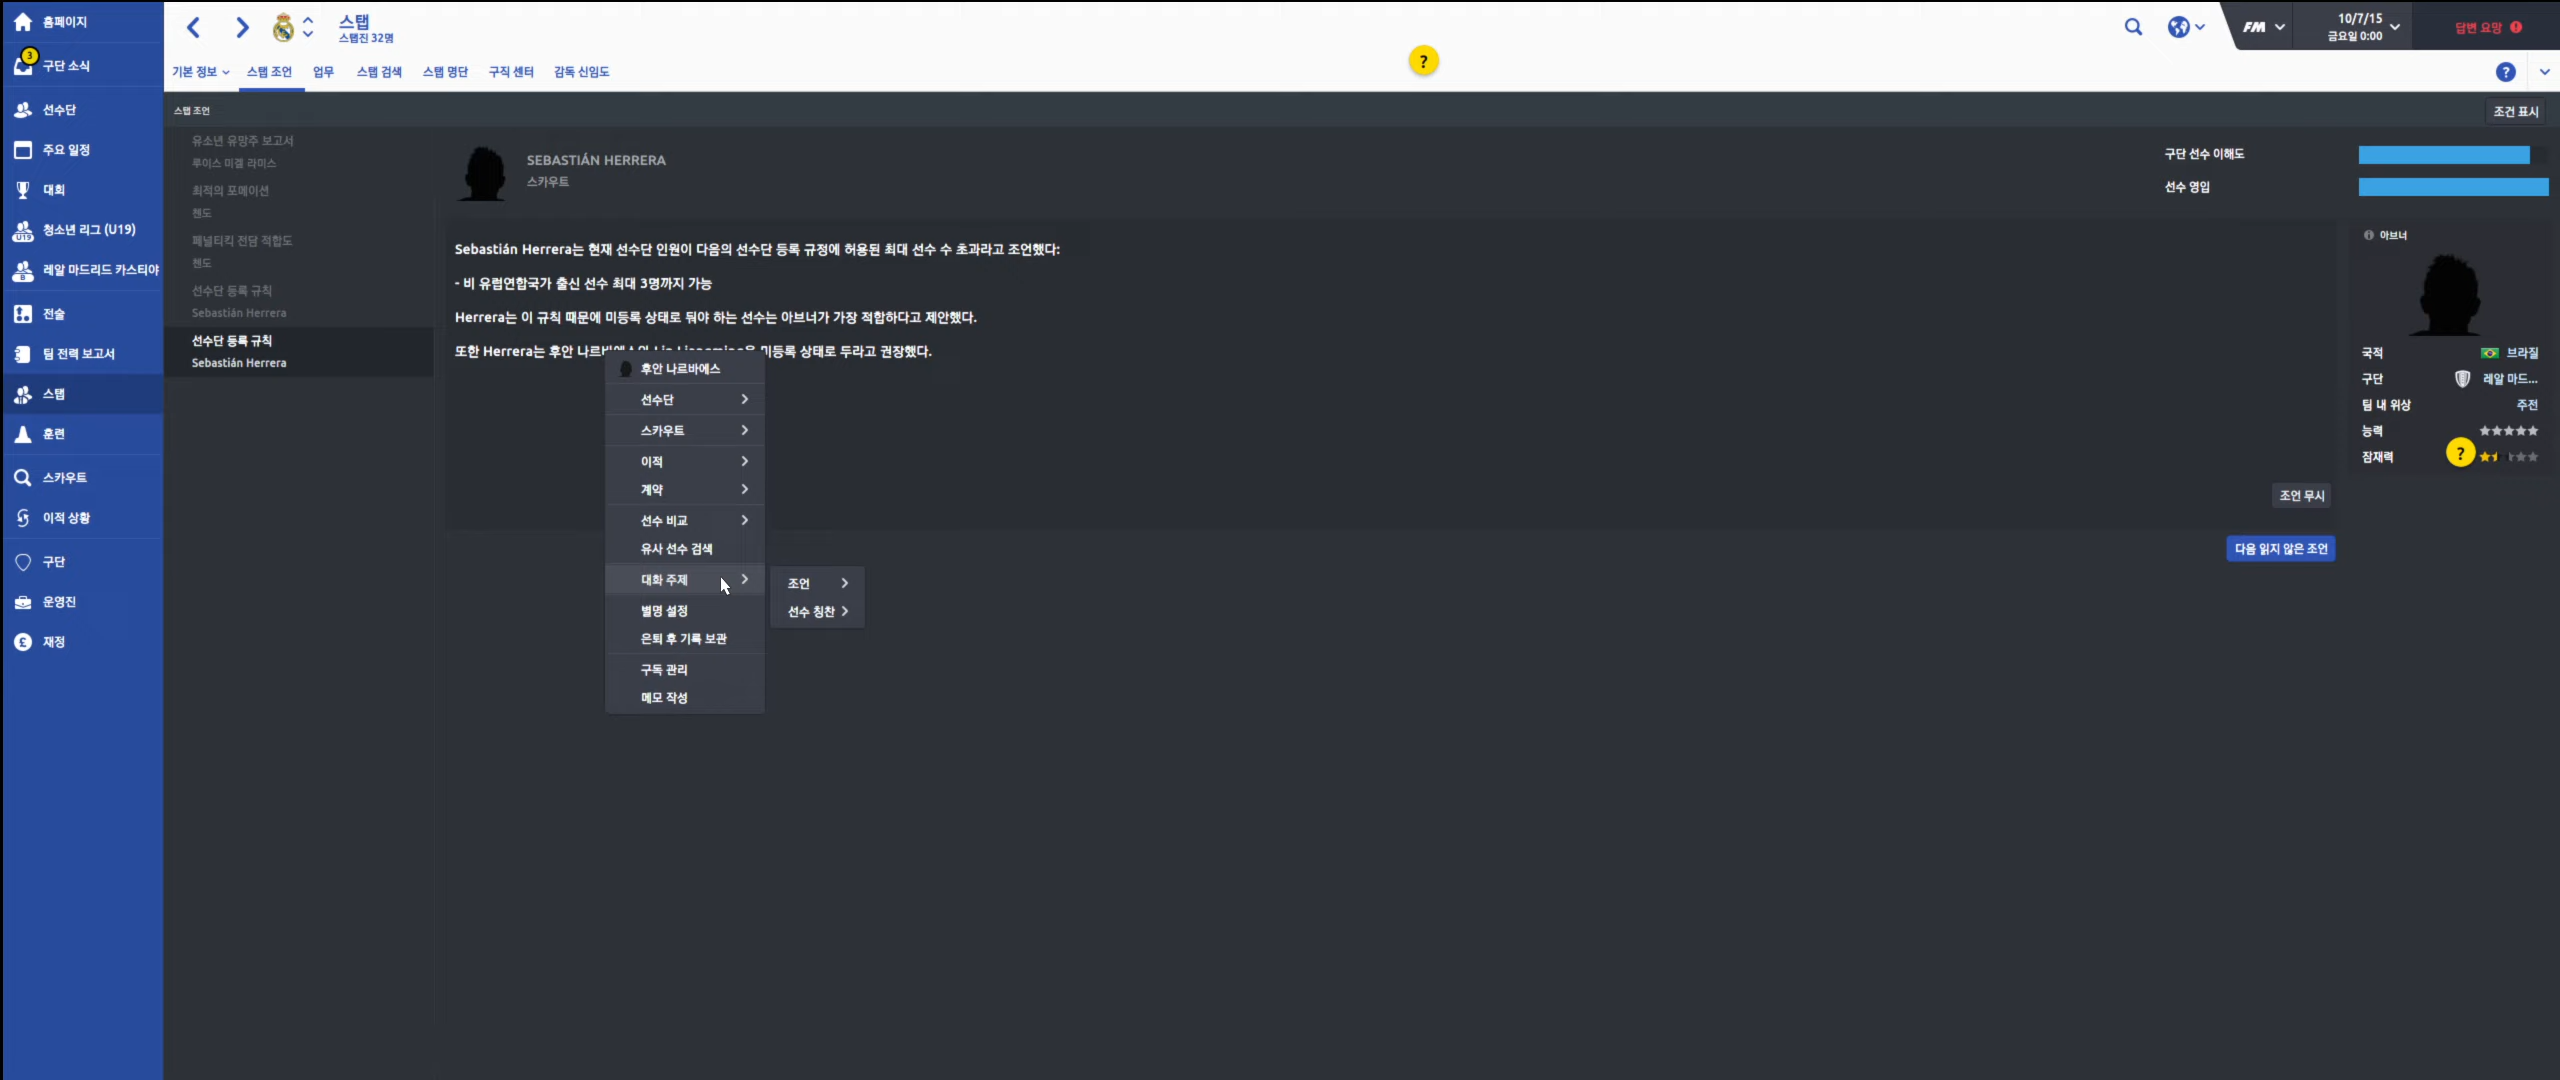 홈페이지
3
구단 소식
선수단
주요 일정
대회
청소년 리그 (U19)
레알 마드리드 카스티야
전술
팀 전력 보고서
스탭
훈련
스카우트
이적 상황
구단
운영진
재정
스탭
스탭진 32명
FM
10/7/15
금요일 0:00
답변 요망
기본 정보
스탭 조언
업무
스탭 검색
스탭 명단
구직 센터
감독 신임도
?
?
스탭 조언
조건 표시
유소년 유망주 보고서
루이스 미겔 라미스
최적의 포메이션
첸도
페널티킥 전담 적합도
첸도
선수단 등록 규칙
Sebastián Herrera
선수단 등록 규칙
Sebastián Herrera
SEBASTIÁN HERRERA
스카우트
구단 선수 이해도
선수 영입
Sebastián Herrera는 현재 선수단 인원이 다음의 선수단 등록 규정에 허용된 최대 선수 수 초과라고 조언했다:
- 비 유럽연합국가 출신 선수 최대 3명까지 가능
Herrera는 이 규칙 때문에 미등록 상태로 둬야 하는 선수는 아브너가 가장 적합하다고 제안했다.
또한 Herrera는 후안 미등록 상태로 두라고 권장했다.
후안 나르바에스
선수단
스카우트
이적
계약
선수 비교
유사 선수 검색
대화 주제
별명 설정
은퇴 후 기록 보관
구독 관리
메모 작성
조언
선수 칭찬
아브너
국적 브라질
구단 레알 마드...
팀 내 위상 주전
능력
잠재력 ?
조언 무시
다음 읽지 않은 조언